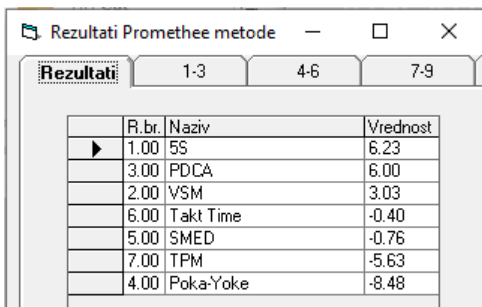 Rezultati Promethee metode
Rezultati 1-3 4-6 7-9
R.br. Naziv Vrednost
1.00 5S 6.23
3.00 PDCA 6.00
2.00 VSM 3.03
6.00 Takt Time -0.40
5.00 SMED -0.76
7.00 TPM -5.63
4.00 Poka-Yoke -8.48